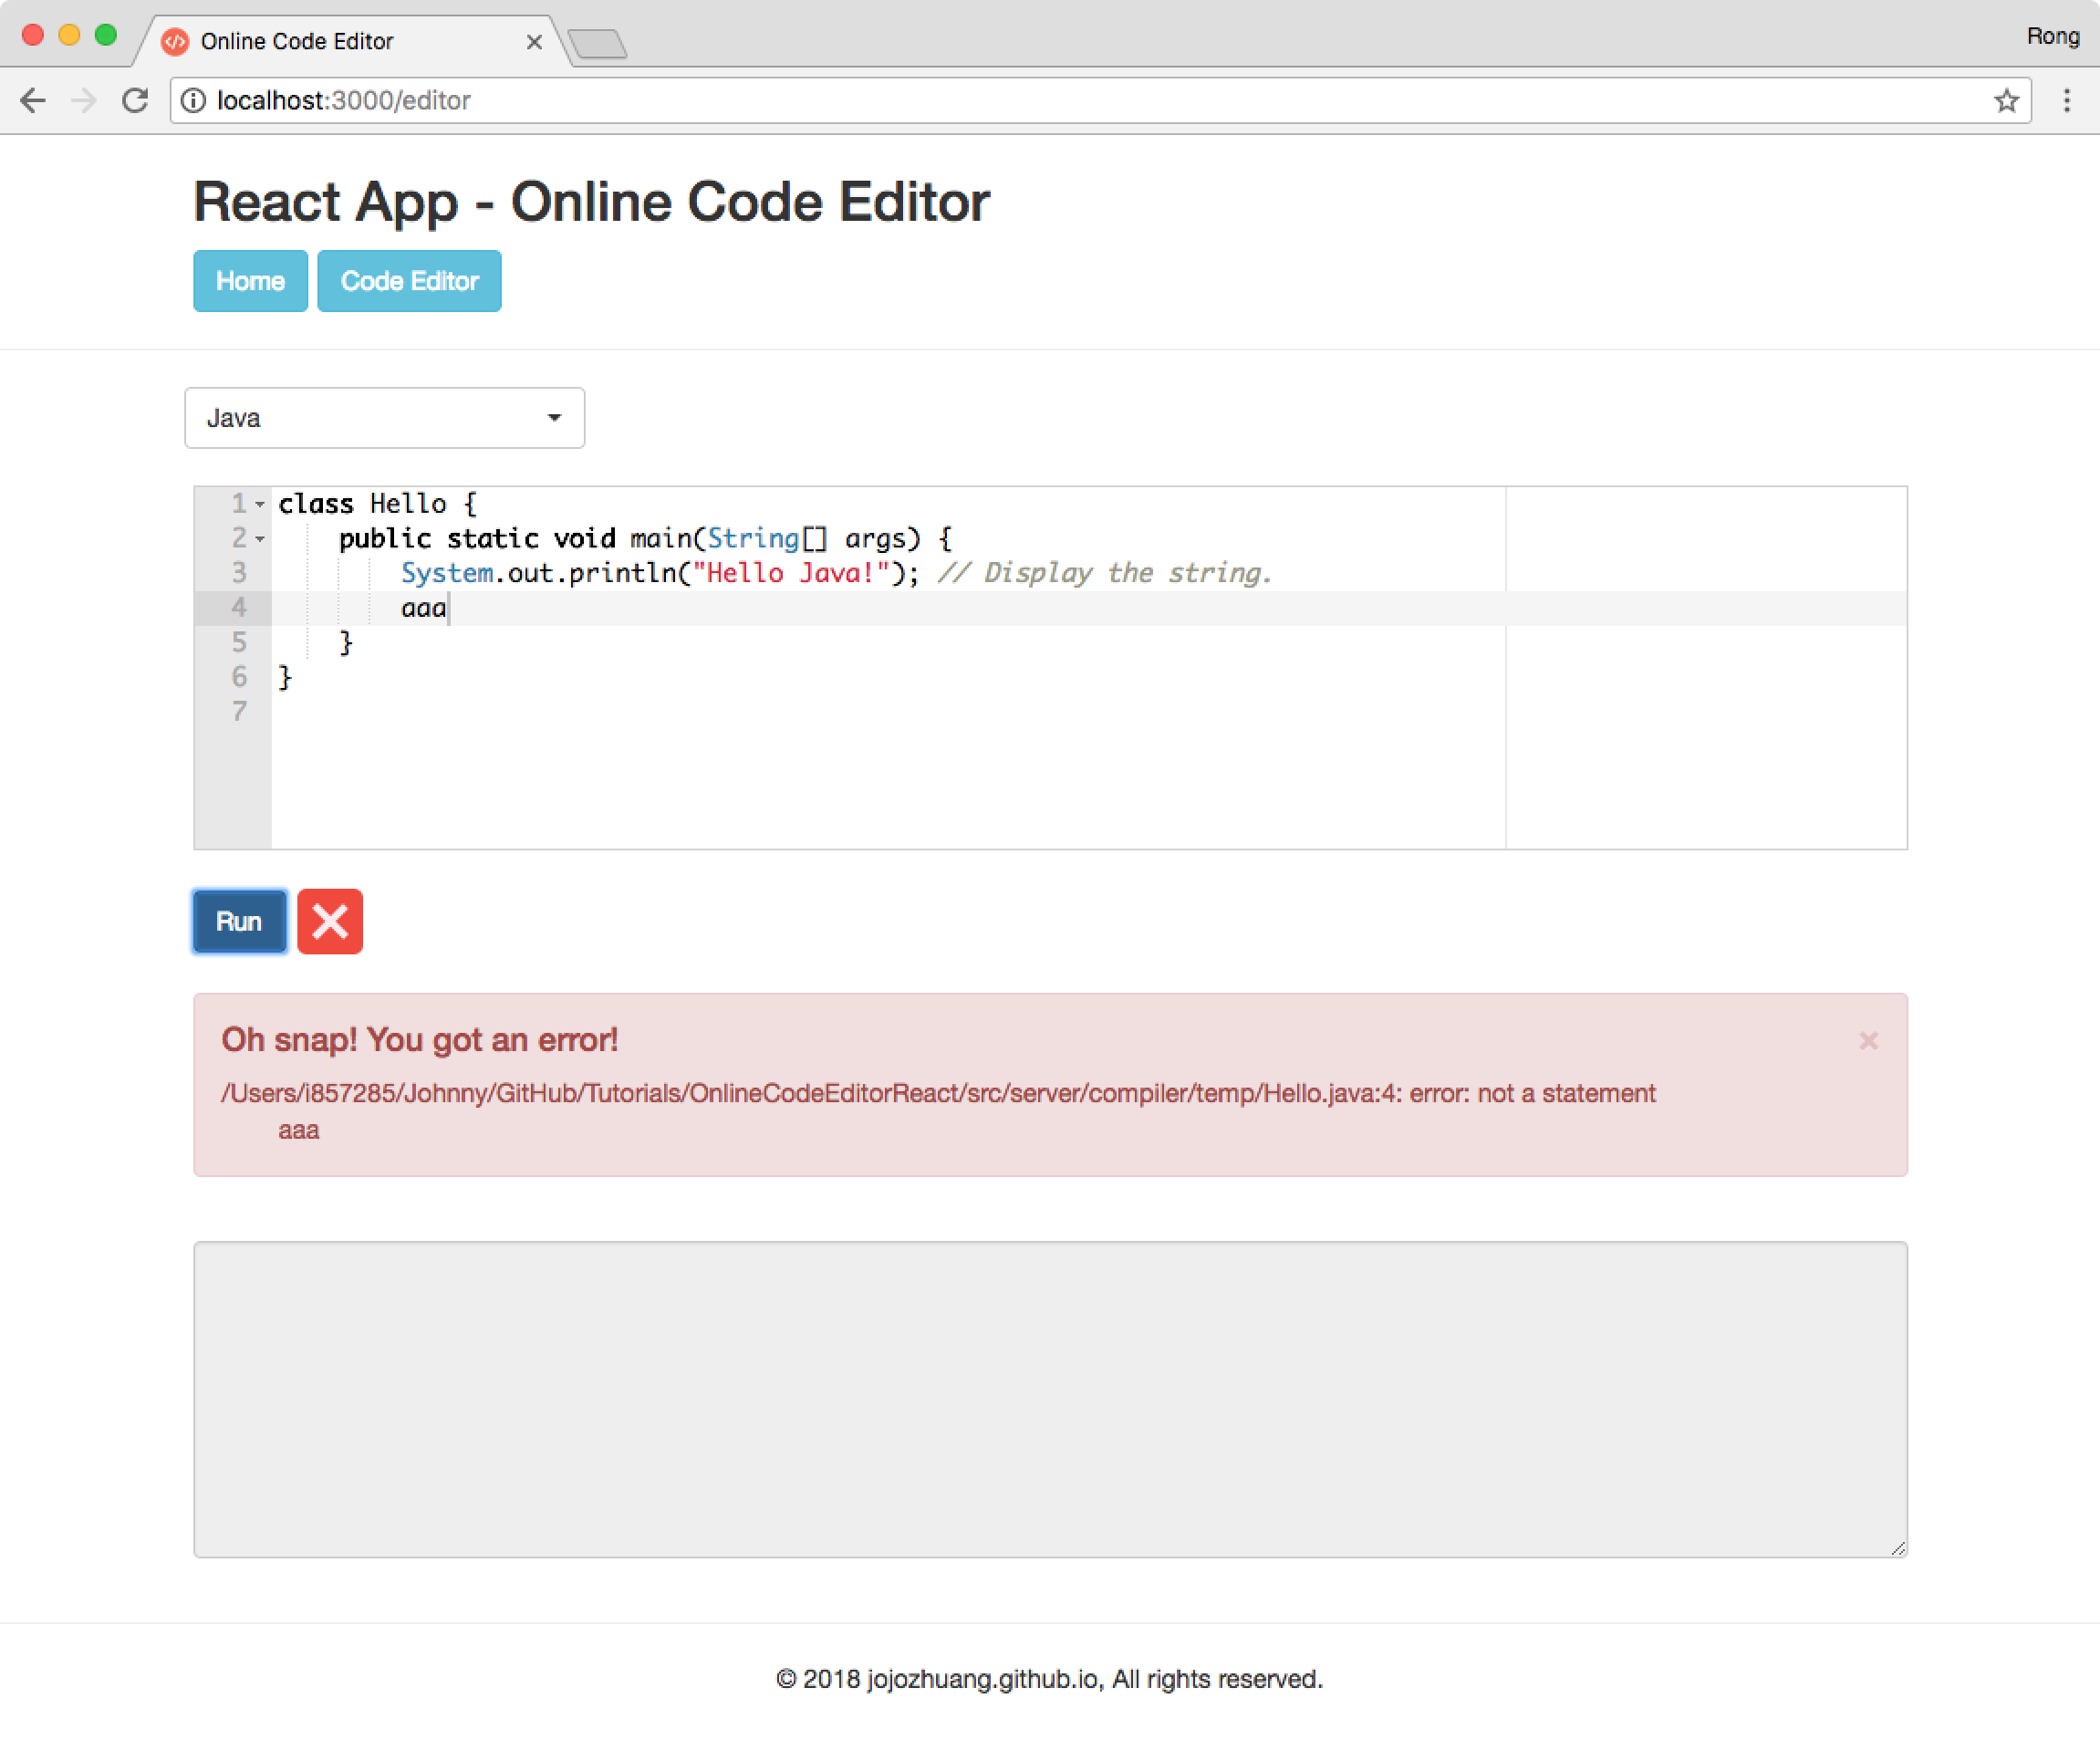 Online Code Editor
Rong
localhost:3000/editor
React App - Online Code Editor
Home
Code Editor
Java
1 class Hello {
2     public static void main(String[] args) {
3         System.out.println("Hello Java!"); // Display the string.
4         aaa
5     }
6 }
7
Run
Oh snap! You got an error!
/Users/i857285/Johnny/GitHub/Tutorials/OnlineCodeEditorReact/src/server/compiler/temp/Hello.java:4: error: not a statement
aaa
© 2018 jojozhuang.github.io, All rights reserved.